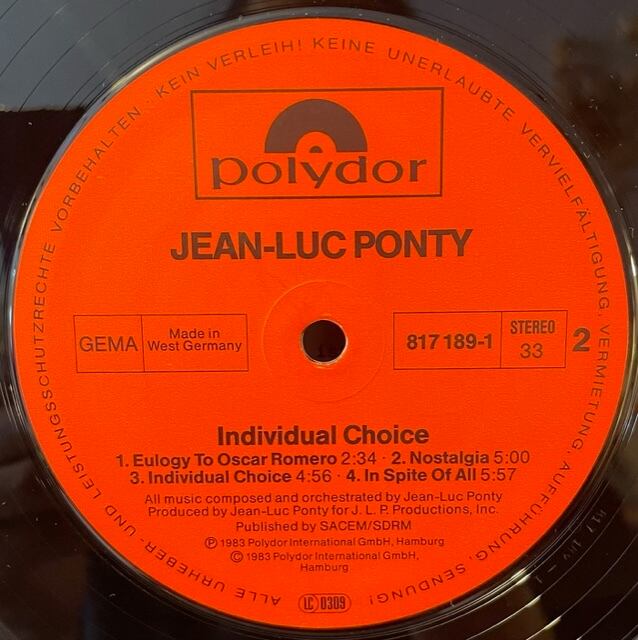 ALLE URHEBER- UND LEISTUNGSSCHUTZRECHTE VORBEHALTEN · KEIN VERLEIH! KEINE UNERLAUBTE VERVIELFÄLTIGUNG, VERMIETUNG, AUFFÜHRUNG, SENDUNG!
polydor
JEAN-LUC PONTY
GEMA
Made in
West Germany
817 189-1
STEREO
33
2
Individual Choice
1. Eulogy To Oscar Romero 2:34 · 2. Nostalgia 5:00
3. Individual Choice 4:56 · 4. In Spite Of All 5:57
All music composed and orchestrated by Jean-Luc Ponty
Produced by Jean-Luc Ponty for J. L. P. Productions, Inc.
Published by SACEM/SDRM
Ⓟ 1983 Polydor International GmbH, Hamburg
© 1983 Polydor International GmbH,
Hamburg
LC 0309